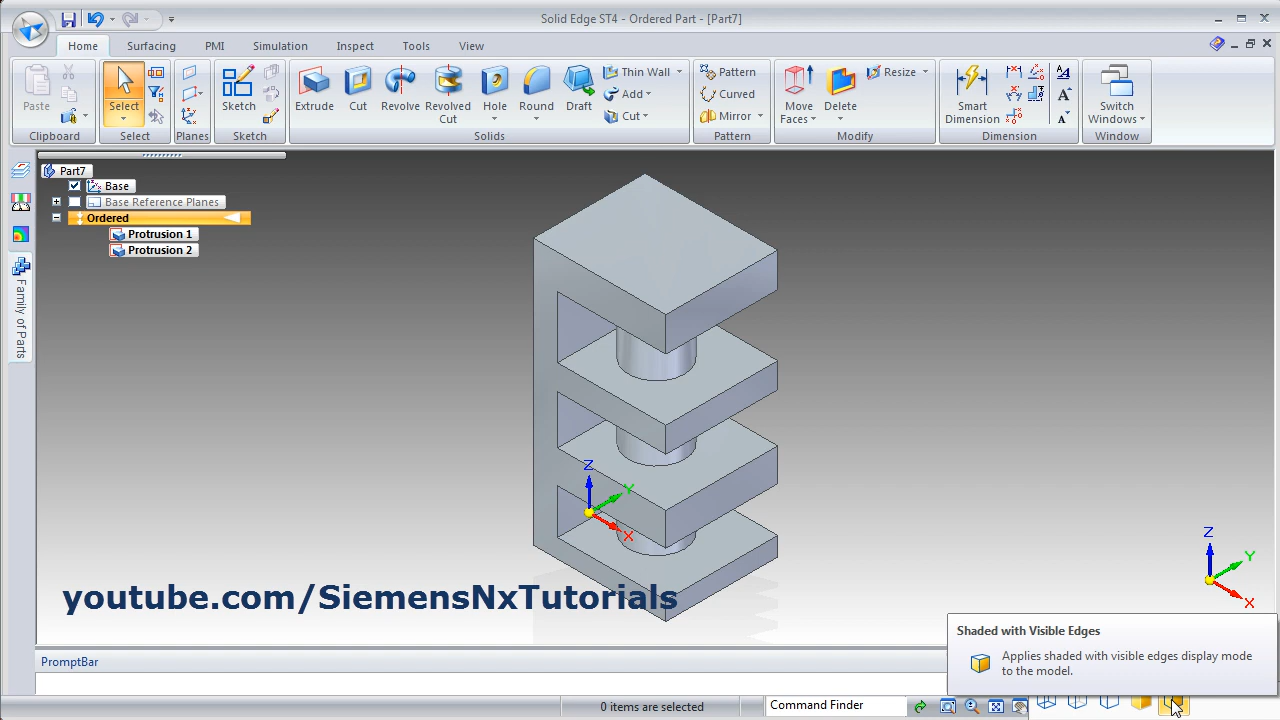 Solid Edge ST4 - Ordered Part - [Part7]
Home Surfacing PMI Simulation Inspect Tools View
Paste
Clipboard
Select
Select
Planes
Sketch
Sketch
Extrude Cut Revolve Revolved Cut Hole Round Draft
Thin Wall
Add
Cut
Solids
Pattern
Curved
Mirror
Pattern
Move Faces Delete Resize
Modify
Smart Dimension
Dimension
Switch Windows
Window
Part7
Base
Base Reference Planes
Ordered
Protrusion 1
Protrusion 2
Family of Parts
Z
Y
X
Z
Y
X
youtube.com/SiemensNxTutorials
Shaded with Visible Edges
Applies shaded with visible edges display mode
to the model.
PromptBar
0 items are selected
Command Finder